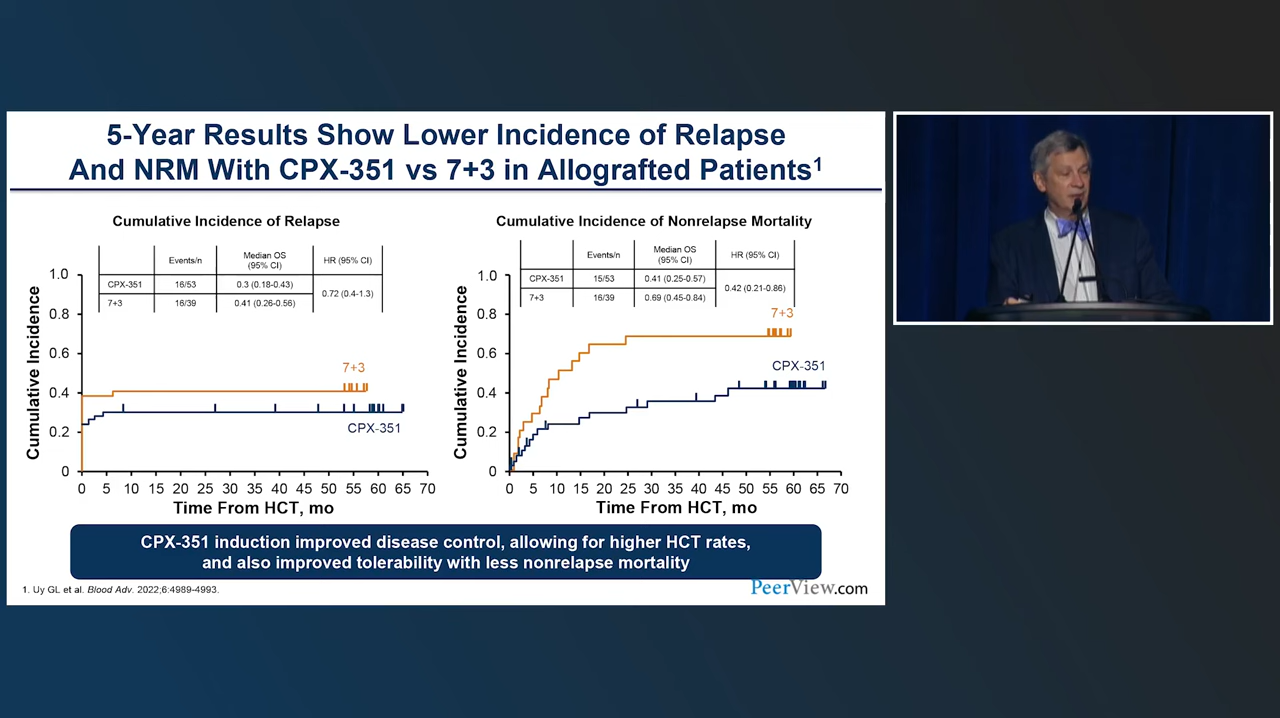 5-Year Results Show Lower Incidence of Relapse
And NRM With CPX-351 vs 7+3 in Allografted Patients1
Cumulative Incidence of Relapse
Events/n
Median OS
(95% CI)
HR (95% CI)
CPX-351
16/53
0.3 (0.18-0.43)
0.72 (0.4-1.3)
7+3
16/39
0.41 (0.26-0.56)
Cumulative Incidence
1.0
0.8
0.6
0.4
0.2
0
7+3
CPX-351
0 5 10 15 20 25 30 35 40 45 50 55 60 65 70
Time From HCT, mo
Cumulative Incidence of Nonrelapse Mortality
Events/n
Median OS
(95% CI)
HR (95% CI)
CPX-351
15/53
0.41 (0.25-0.57)
0.42 (0.21-0.86)
7+3
16/39
0.69 (0.45-0.84)
Cumulative Incidence
1.0
0.8
0.6
0.4
0.2
0
7+3
CPX-351
0 5 10 15 20 25 30 35 40 45 50 55 60 65 70
Time From HCT, mo
CPX-351 induction improved disease control, allowing for higher HCT rates,
and also improved tolerability with less nonrelapse mortality
1. Uy GL et al. Blood Adv. 2022;6:4989-4993.
PeerView.com